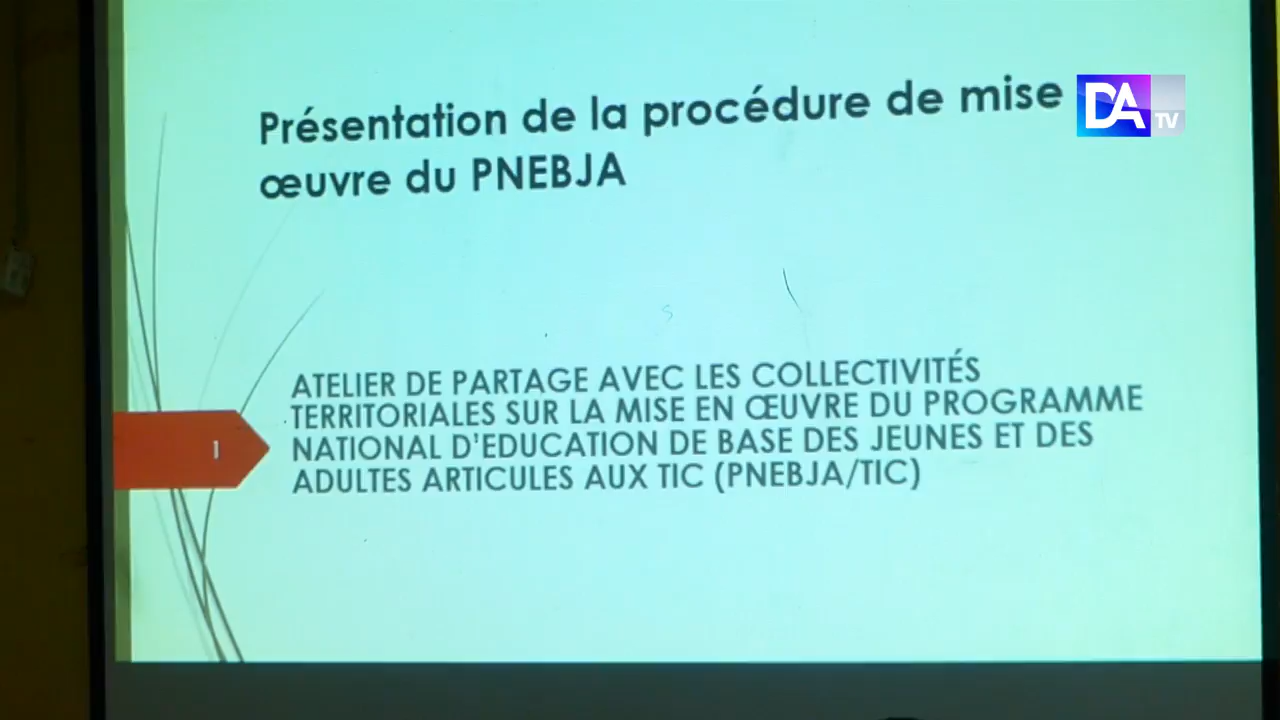 Présentation de la procédure de mise
œuvre du PNEBJA
DA TV
ATELIER DE PARTAGE AVEC LES COLLECTIVITÉS
TERRITORIALES SUR LA MISE EN ŒUVRE DU PROGRAMME
NATIONAL D'EDUCATION DE BASE DES JEUNES ET DES
ADULTES ARTICULES AUX TIC (PNEBJA/TIC)
1